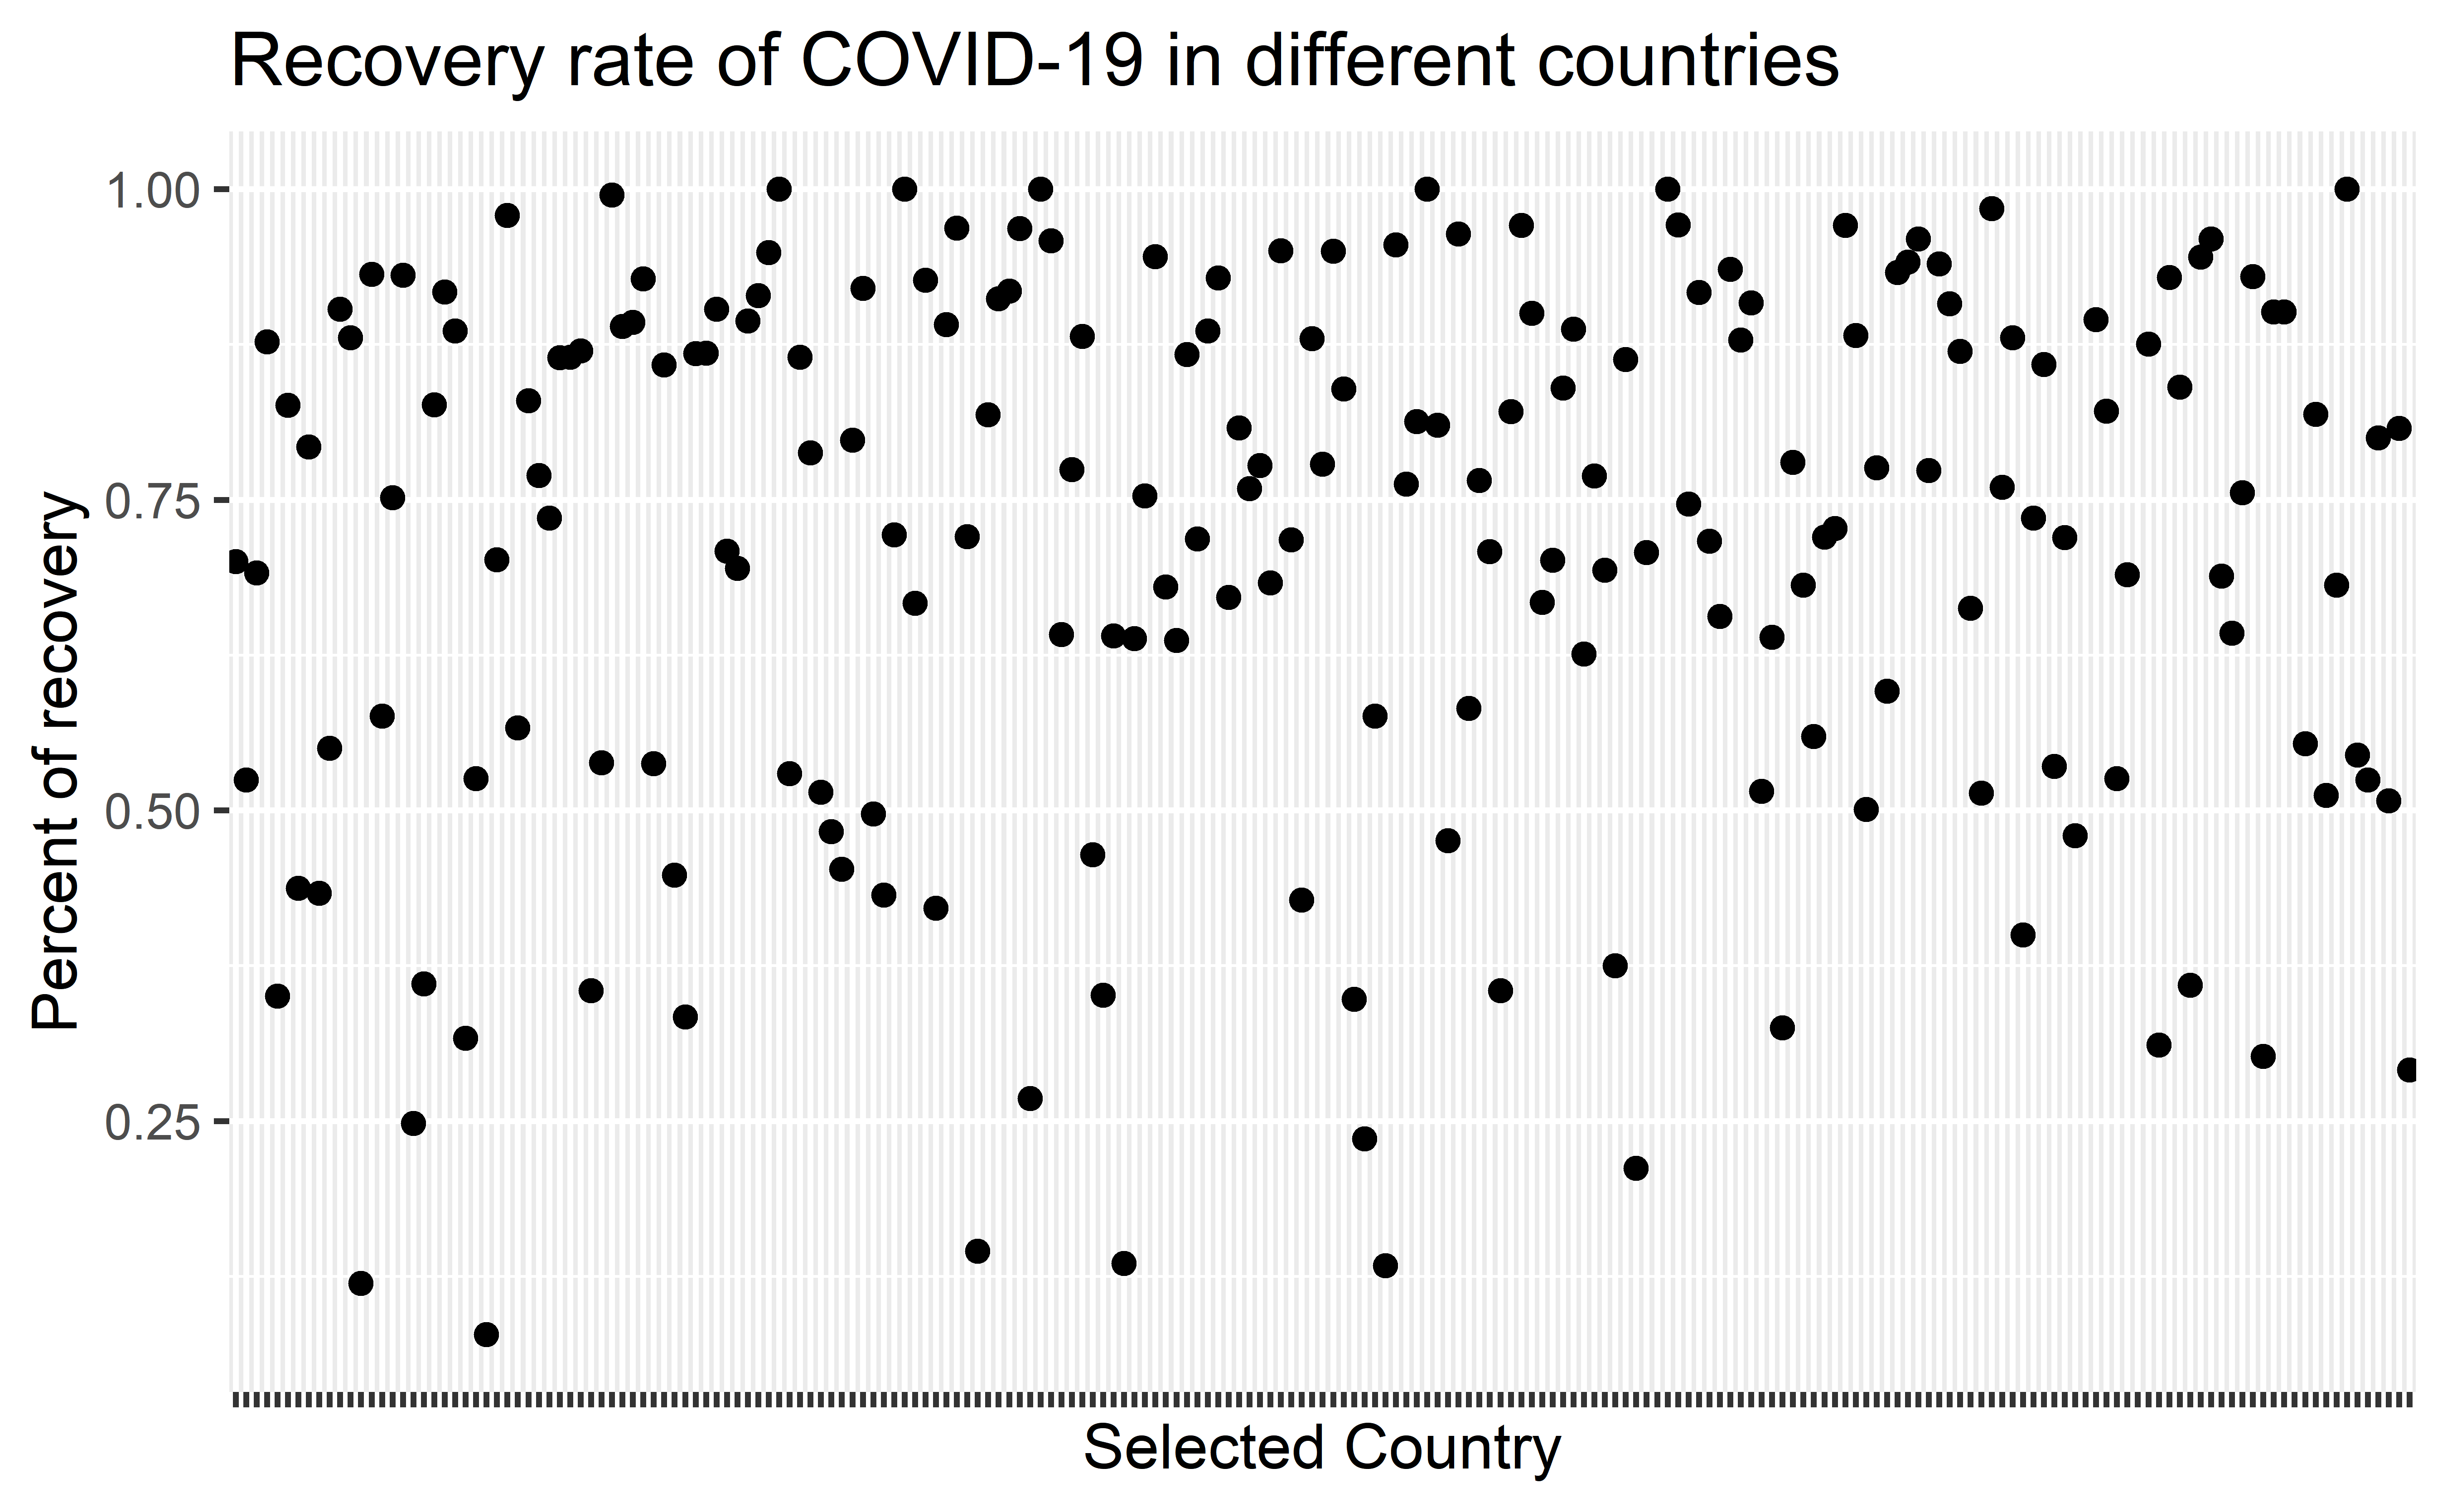 Recovery rate of COVID-19 in different countries
1.00
0.75
0.50
0.25
Percent of recovery
Selected Country